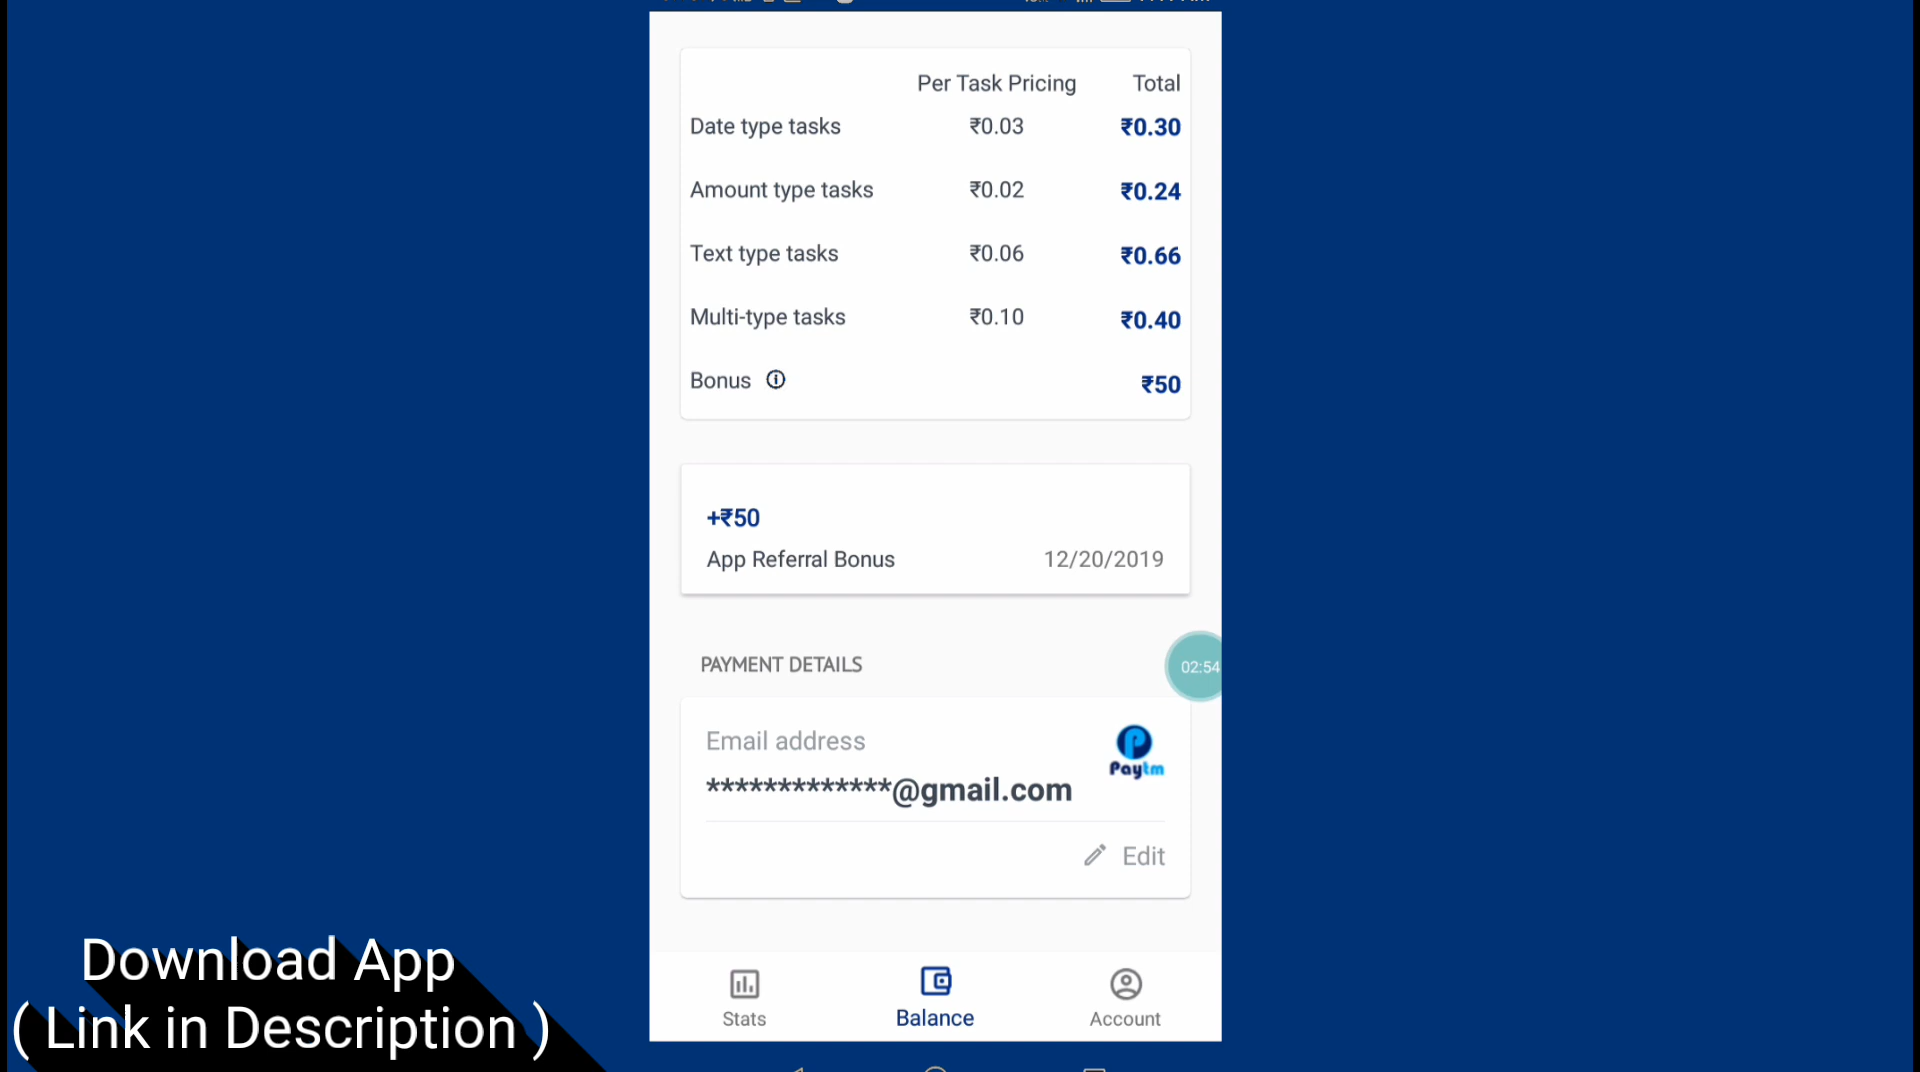 Per Task Pricing Total
Date type tasks ₹0.03 ₹0.30
Amount type tasks ₹0.02 ₹0.24
Text type tasks ₹0.06 ₹0.66
Multi-type tasks ₹0.10 ₹0.40
Bonus ₹50
+₹50
App Referral Bonus 12/20/2019
PAYMENT DETAILS
02:54
Email address
*************@gmail.com
Paytm
Edit
Stats Balance Account
Download App
( Link in Description )